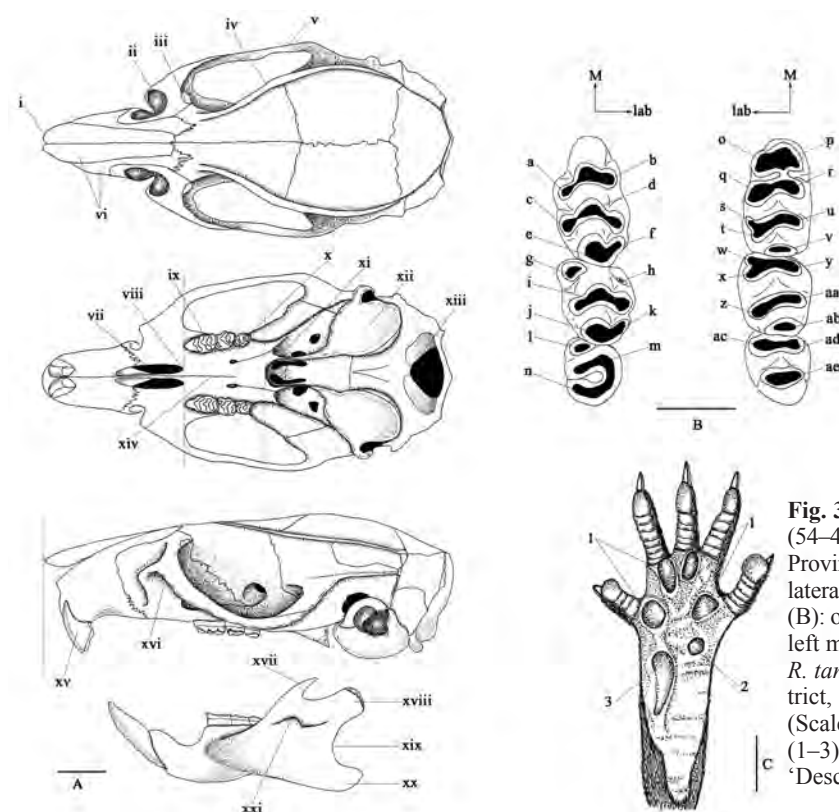 iv
v
iii
ii
i
vi
x
ix
xi
xii
viii
xiii
vii
xiv
xvi
xv
xvii
xviii
xix
xx
xxi
A
M
lab
a
b
c
d
e
f
g
h
i
j
k
l
m
n
M
lab
o
p
q
r
s
t
u
v
w
x
y
z
aa
ab
ac
ad
ae
B
1
1
2
3
C
Fig. 3
(54–4
Provin
latera
(B): o
left m
R. tar
trict,
(Scale
(1–3)
‘Desc